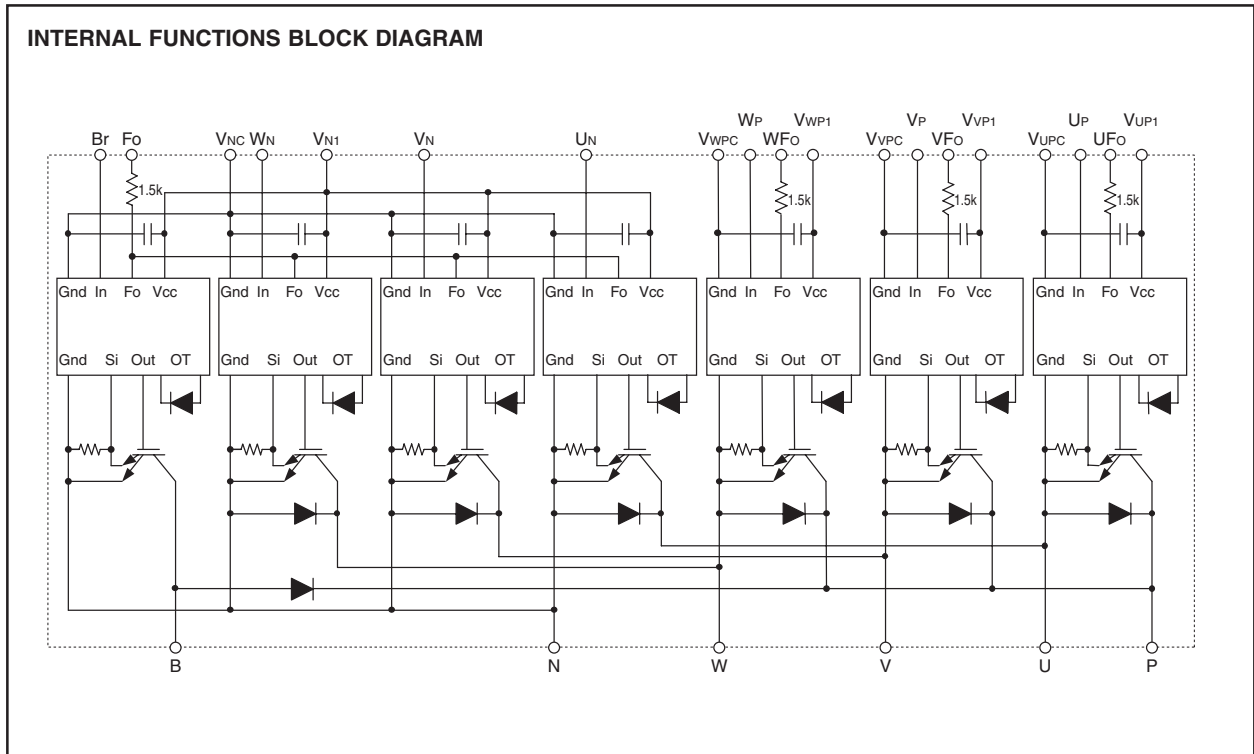 INTERNAL FUNCTIONS BLOCK DIAGRAM
WP VWP1 VP VVP1 UP VUP1
Br Fo VNC WN VN1 VN UN VWPC WFO VVPC VFO VUPC UFO
1.5k 1.5k 1.5k 1.5k
Gnd In Fo Vcc Gnd In Fo Vcc Gnd In Fo Vcc Gnd In Fo Vcc Gnd In Fo Vcc Gnd In Fo Vcc Gnd In Fo Vcc
Gnd Si Out OT Gnd Si Out OT Gnd Si Out OT Gnd Si Out OT Gnd Si Out OT Gnd Si Out OT Gnd Si Out OT
B N W V U P